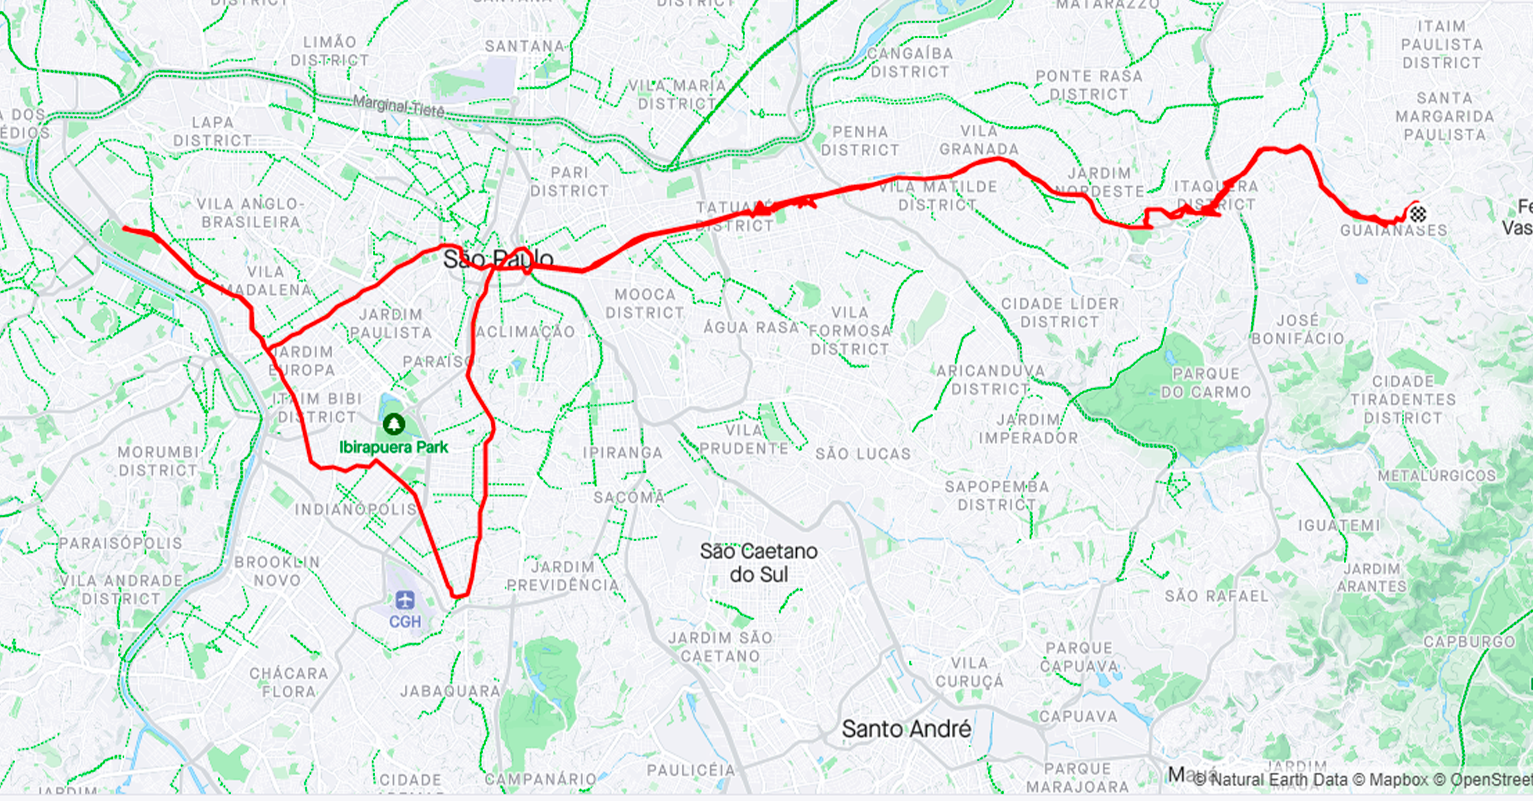 DISTRICT
DISTRICT
MATARAZZO
LIMÃO
DISTRICT
SANTANA
CANGAÍBA
DISTRICT
ITAIM
PAULISTA
DISTRICT
VILA MARIA
DISTRICT
PONTE RASA
DISTRICT
Marginal Tietê
SANTA
MARGARIDA
PAULISTA
A DOS
ÉDIOS
LAPA
DISTRICT
PENHA
DISTRICT
VILA
GRANADA
PARI
DISTRICT
JARDIM
NORDESTE
ITAQUERA
DISTRICT
VILA MATILDE
DISTRICT
VILA ANGLO-
BRASILEIRA
TATUAPÉ
DISTRICT
GUAIANASES
Fe
Vas
São Paulo
VILA
MADALENA
MOOCA
DISTRICT
CIDADE LÍDER
DISTRICT
JARDIM
PAULISTA
ACLIMAÇÃO
ÁGUA RASA
VILA
FORMOSA
DISTRICT
JOSÉ
BONIFÁCIO
JARDIM
EUROPA
PARAÍSO
ARICANDUVA
DISTRICT
PARQUE
DO CARMO
CIDADE
TIRADENTES
DISTRICT
ITAIM BIBI
DISTRICT
JARDIM
IMPERADOR
Ibirapuera Park
VILA
PRUDENTE
SÃO LUCAS
MORUMBI
DISTRICT
IPIRANGA
METALÚRGICOS
SAPOPEMBA
DISTRICT
SACOMÃ
INDIANÓPOLIS
IGUATEMI
PARAISÓPOLIS
BROOKLIN
NOVO
São Caetano
do Sul
JARDIM
PREVIDÊNCIA
JARDIM
ARANTES
VILA ANDRADE
DISTRICT
SÃO RAFAEL
CGH
JARDIM SÃO
CAETANO
CAPBURGO
PARQUE
CAPUAVA
VILA
CURUÇÁ
CHÁCARA
FLORA
JABAQUARA
CAPUAVA
Santo André
PAULICÉIA
PARQUE
MARAJOARA
CIDADE
CAMPANÁRIO
JARDIM
JARDIM
© Natural Earth Data © Mapbox © OpenStreet